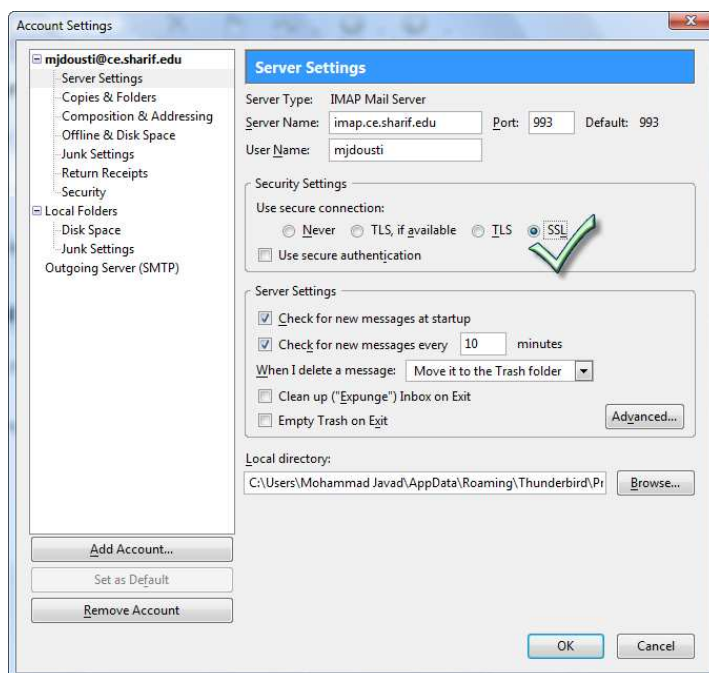 Account Settings
mjdousti@ce.sharif.edu
Server Settings
Copies & Folders
Composition & Addressing
Offline & Disk Space
Junk Settings
Return Receipts
Security
Local Folders
Disk Space
Junk Settings
Outgoing Server (SMTP)
Add Account...
Set as Default
Remove Account
Server Settings
Server Type: IMAP Mail Server
Server Name: imap.ce.sharif.edu Port: 993 Default: 993
User Name: mjdousti
Security Settings
Use secure connection:
Never TLS, if available TLS SSL
Use secure authentication
Server Settings
Check for new messages at startup
Check for new messages every 10 minutes
When I delete a message: Move it to the Trash folder
Clean up ("Expunge") Inbox on Exit
Empty Trash on Exit
Advanced...
Local directory:
C:\Users\Mohammad Javad\AppData\Roaming\Thunderbird\Pr Browse...
OK Cancel